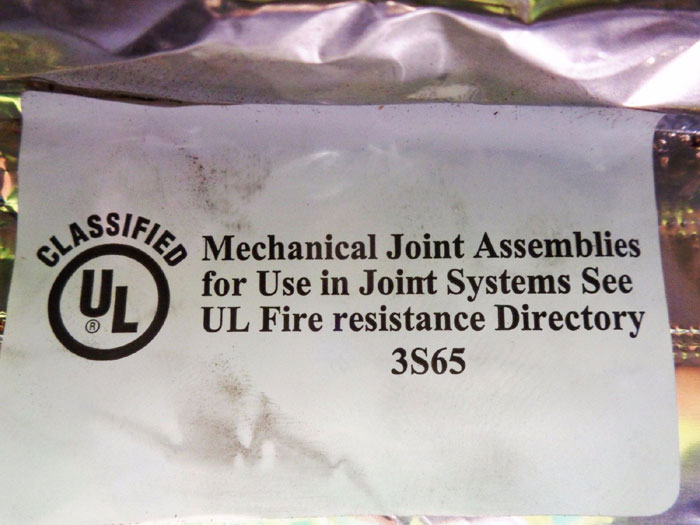 CLASSIFIED
UL
®
Mechanical Joint Assemblies
for Use in Joint Systems See
UL Fire resistance Directory
3S65